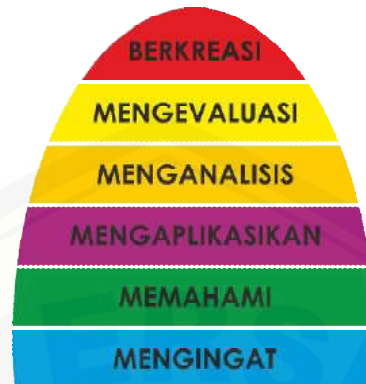 BERKREASI
MENGEVALUASI
MENGANALISIS
MENGAPLIKASIKAN
MEMAHAMI
MENGINGAT